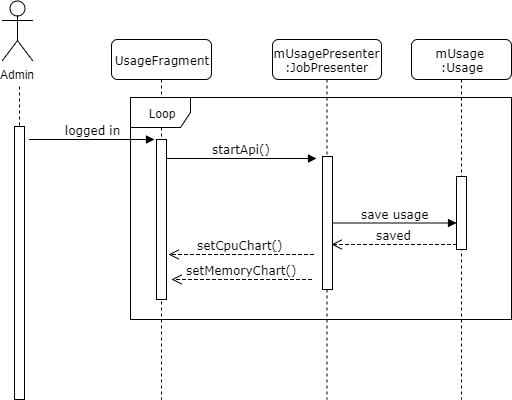 Admin
UsageFragment
mUsagePresenter
:JobPresenter
mUsage
:Usage
Loop
logged in
startApi()
save usage
saved
setCpuChart()
setMemoryChart()